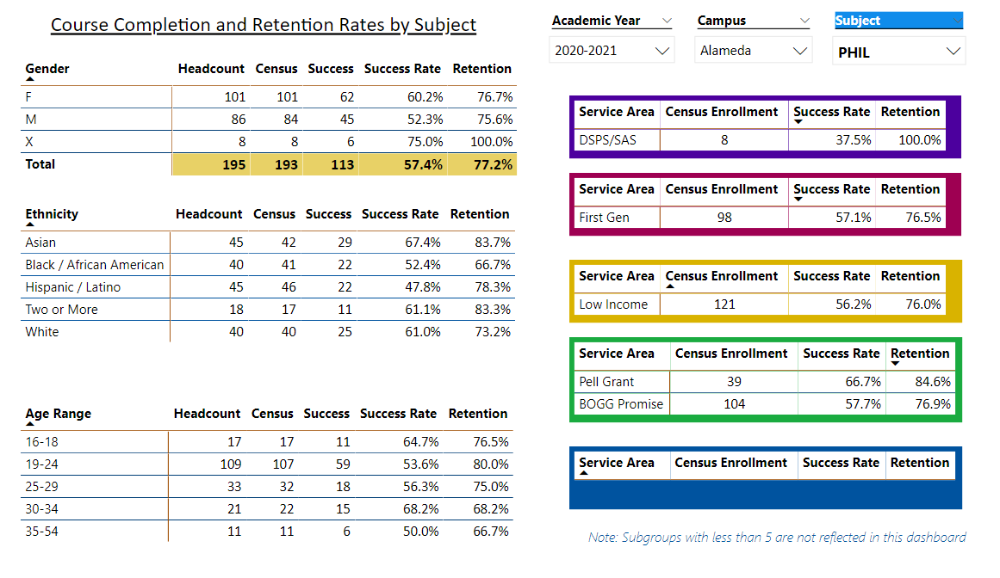 Course Completion and Retention Rates by Subject
Academic Year Campus Subject
2020-2021 Alameda PHIL
Gender Headcount Census Success Success Rate Retention
F 101 101 62 60.2% 76.7%
M 86 84 45 52.3% 75.6%
X 8 8 6 75.0% 100.0%
Total 195 193 113 57.4% 77.2%
Ethnicity Headcount Census Success Success Rate Retention
Asian 45 42 29 67.4% 83.7%
Black / African American 40 41 22 52.4% 66.7%
Hispanic / Latino 45 46 22 47.8% 78.3%
Two or More 18 17 11 61.1% 83.3%
White 40 40 25 61.0% 73.2%
Age Range Headcount Census Success Success Rate Retention
16-18 17 17 11 64.7% 76.5%
19-24 109 107 59 53.6% 80.0%
25-29 33 32 18 56.3% 75.0%
30-34 21 22 15 68.2% 68.2%
35-54 11 11 6 50.0% 66.7%
Service Area Census Enrollment Success Rate Retention
DSPS/SAS 8 37.5% 100.0%
Service Area Census Enrollment Success Rate Retention
First Gen 98 57.1% 76.5%
Service Area Census Enrollment Success Rate Retention
Low Income 121 56.2% 76.0%
Service Area Census Enrollment Success Rate Retention
Pell Grant 39 66.7% 84.6%
BOGG Promise 104 57.7% 76.9%
Service Area Census Enrollment Success Rate Retention
Note: Subgroups with less than 5 are not reflected in this dashboard